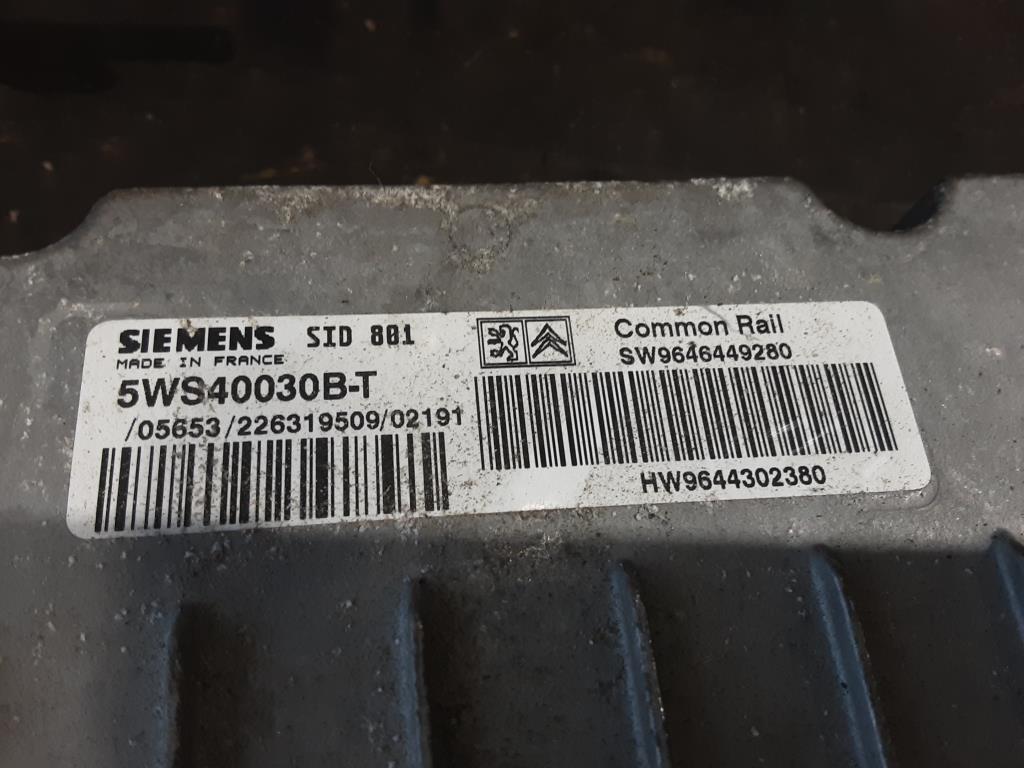 SIEMENS SID 801
MADE IN FRANCE
5WS40030B-T
/05653/226319509/02191
Common Rail
SW9646449280
HW9644302380